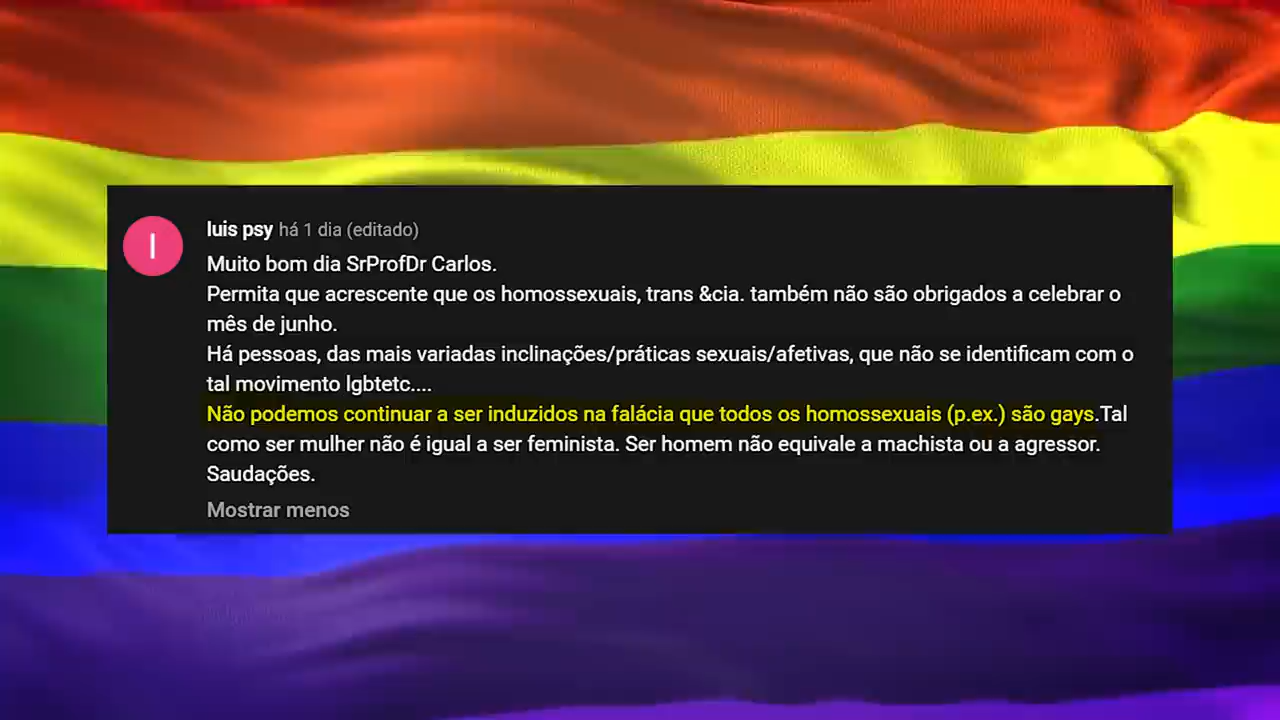 l
luis psy há 1 dia (editado)
Muito bom dia SrProfDr Carlos.
Permita que acrescente que os homossexuais, trans &cia. também não são obrigados a celebrar o
mês de junho.
Há pessoas, das mais variadas inclinações/práticas sexuais/afetivas, que não se identificam com o
tal movimento lgbtetc....
Não podemos continuar a ser induzidos na falácia que todos os homossexuais (p.ex.) são gays.Tal
como ser mulher não é igual a ser feminista. Ser homem não equivale a machista ou a agressor.
Saudações.
Mostrar menos